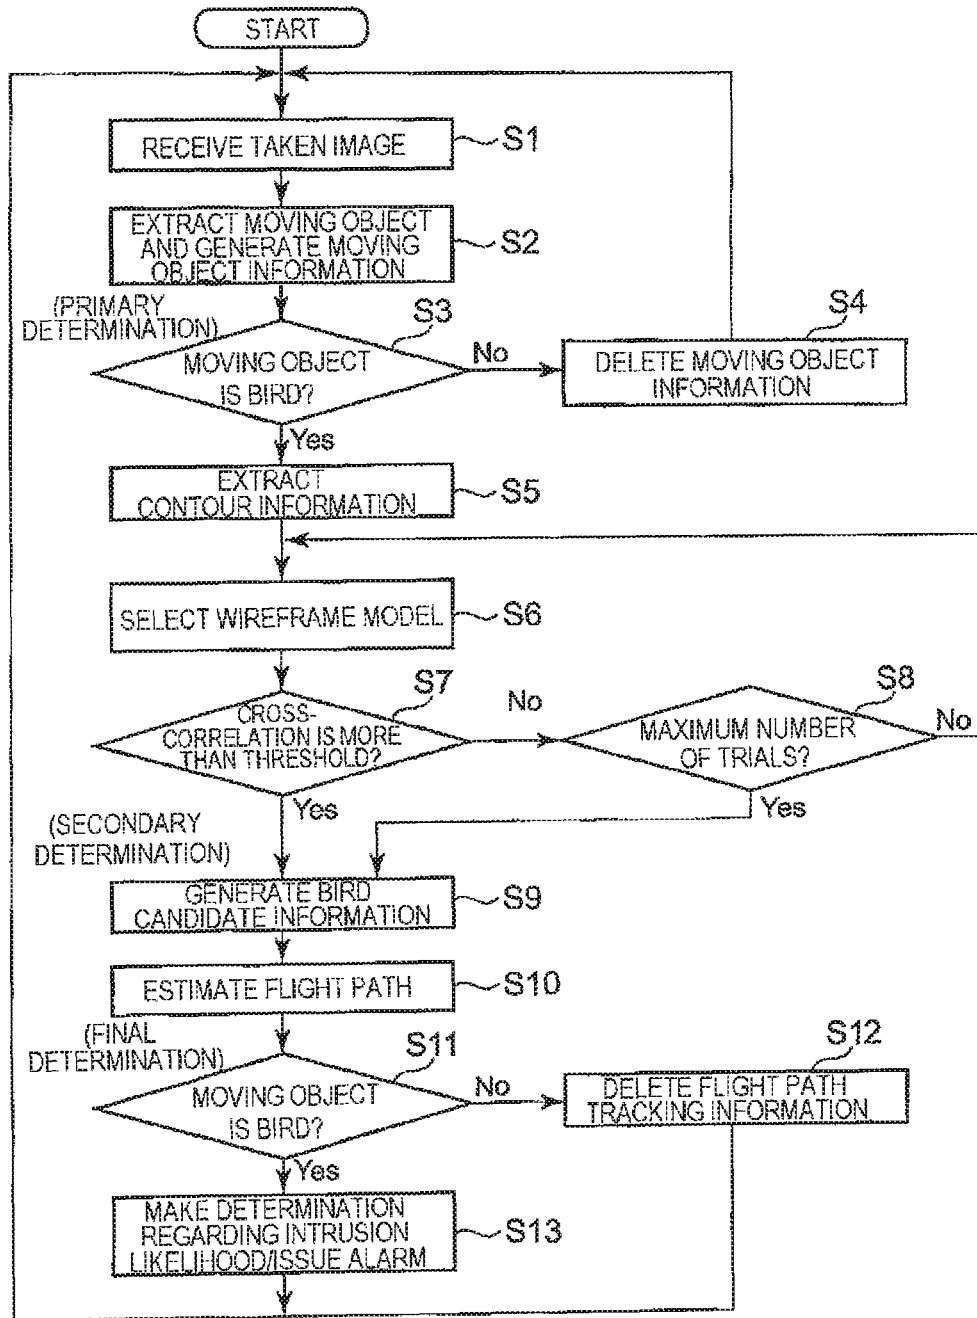 START
RECEIVE TAKEN IMAGE
S1
EXTRACT MOVING OBJECT
AND GENERATE MOVING
OBJECT INFORMATION
S2
(PRIMARY
DETERMINATION)
S3
MOVING OBJECT
IS BIRD?
No
S4
DELETE MOVING OBJECT
INFORMATION
Yes
EXTRACT
CONTOUR INFORMATION
S5
SELECT WIREFRAME MODEL
S6
S7
CROSS-
CORRELATION IS MORE
THAN THRESHOLD?
No
S8
MAXIMUM NUMBER
OF TRIALS?
No
Yes
Yes
(SECONDARY
DETERMINATION)
GENERATE BIRD
CANDIDATE INFORMATION
S9
ESTIMATE FLIGHT PATH
S10
(FINAL
DETERMINATION)
S11
MOVING OBJECT
IS BIRD?
No
S12
DELETE FLIGHT PATH
TRACKING INFORMATION
Yes
MAKE DETERMINATION
REGARDING INTRUSION
LIKELIHOOD/ISSUE ALARM
S13